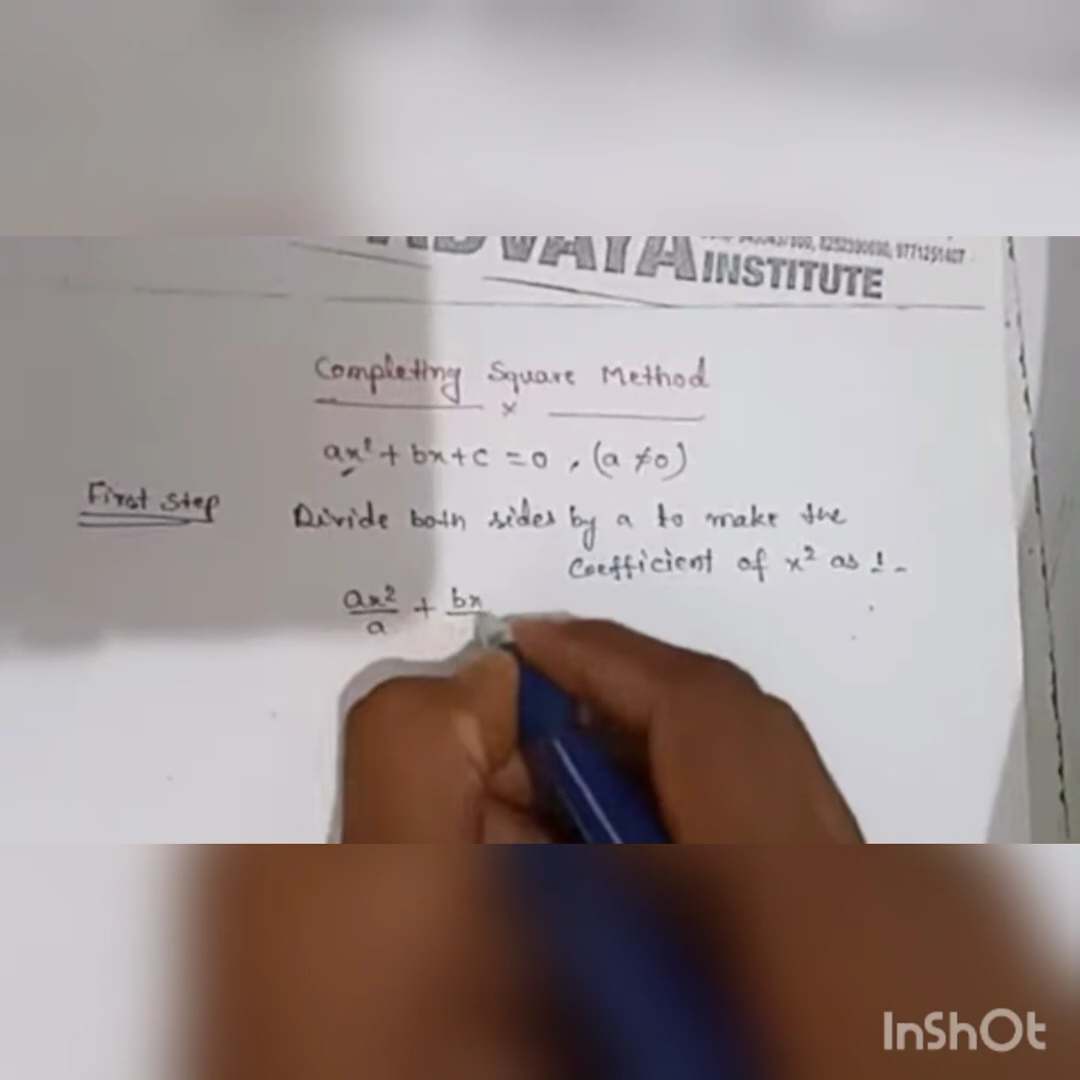 INSTITUTE
Completing Square Method
x
ax² + bx + c = 0 , (a ≠ 0)
First Step
Divide both sides by a to make the
Coefficient of x² as 1.
ax²/a + bx
InShOt